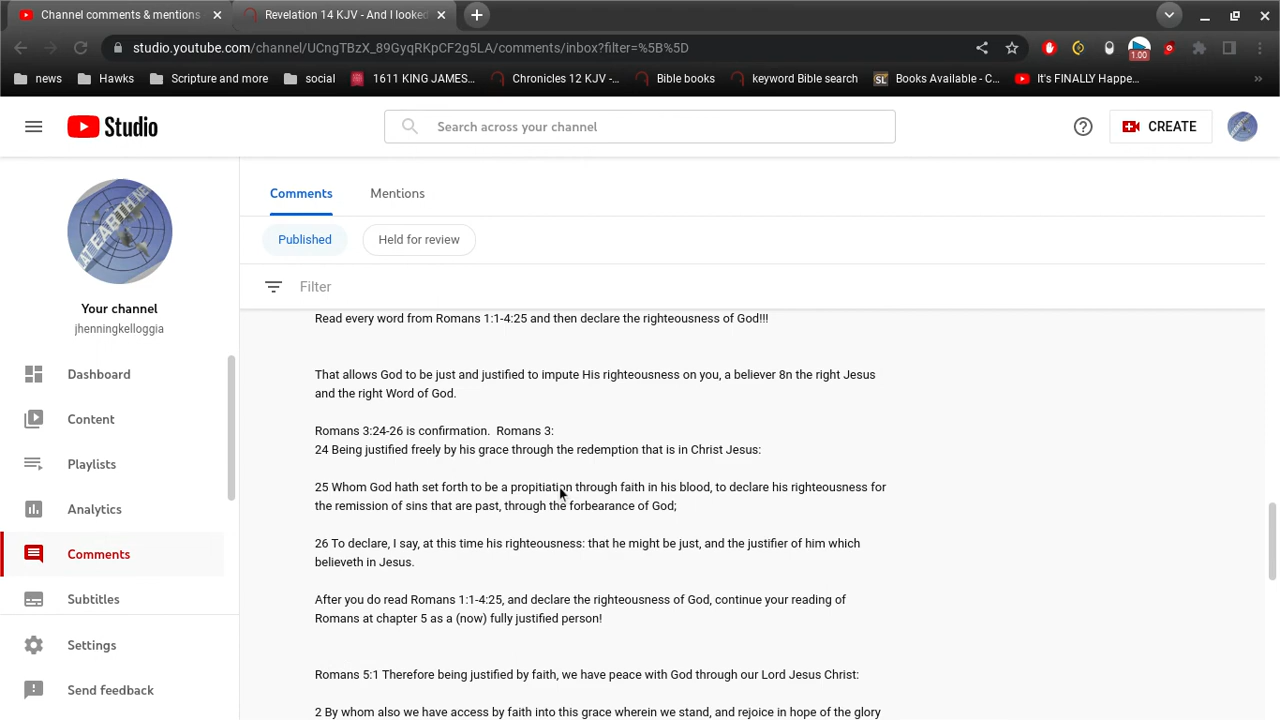 Channel comments & mentions
Revelation 14 KJV - And I looked
studio.youtube.com/channel/UCngTBzX_89GyqRKpCF2g5LA/comments/inbox?filter=%5B%5D
1.00
news
Hawks
Scripture and more
social
1611 KING JAMES...
Chronicles 12 KJV -...
Bible books
keyword Bible search
SL
Books Available - C...
It's FINALLY Happe...
Studio
Search across your channel
CREATE
AT EARTH.NE
Your channel
jhenningkelloggia
Dashboard
Content
Playlists
Analytics
Comments
Subtitles
Settings
Send feedback
Comments
Mentions
Published
Held for review
Filter
Read every word from Romans 1:1-4:25 and then declare the righteousness of God!!!
That allows God to be just and justified to impute His righteousness on you, a believer 8n the right Jesus
and the right Word of God.
Romans 3:24-26 is confirmation.  Romans 3:
24 Being justified freely by his grace through the redemption that is in Christ Jesus:
25 Whom God hath set forth to be a propitiation through faith in his blood, to declare his righteousness for
the remission of sins that are past, through the forbearance of God;
26 To declare, I say, at this time his righteousness: that he might be just, and the justifier of him which
believeth in Jesus.
After you do read Romans 1:1-4:25, and declare the righteousness of God, continue your reading of
Romans at chapter 5 as a (now) fully justified person!
Romans 5:1 Therefore being justified by faith, we have peace with God through our Lord Jesus Christ:
2 By whom also we have access by faith into this grace wherein we stand, and rejoice in hope of the glory